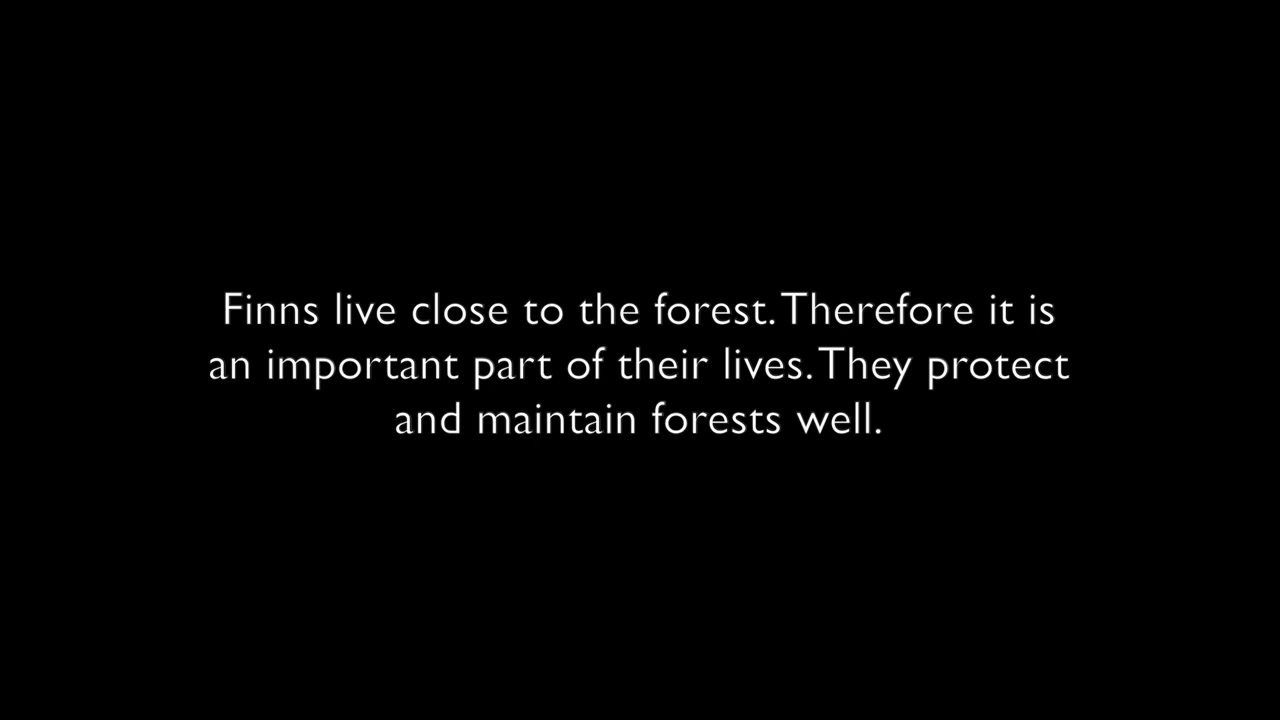 Finns live close to the forest. Therefore it is
an important part of their lives. They protect
and maintain forests well.